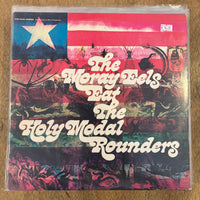 The
Moray Eels
Eat
The
Holy Modal
Rounders